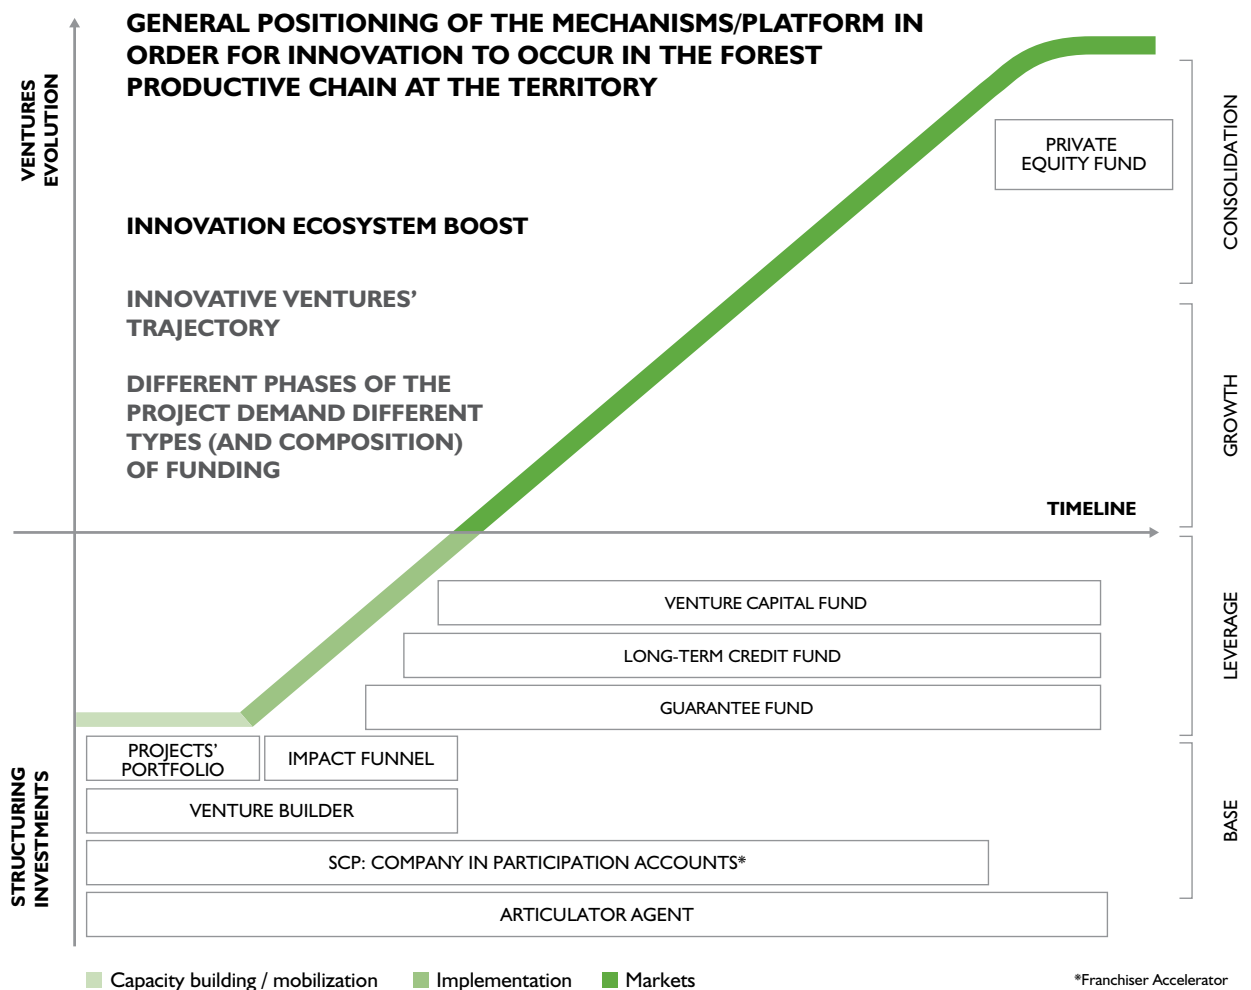 GENERAL POSITIONING OF THE MECHANISMS/PLATFORM IN
ORDER FOR INNOVATION TO OCCUR IN THE FOREST
PRODUCTIVE CHAIN AT THE TERRITORY
VENTURES
EVOLUTION
CONSOLIDATION
PRIVATE
EQUITY FUND
INNOVATION ECOSYSTEM BOOST
INNOVATIVE VENTURES’
TRAJECTORY
DIFFERENT PHASES OF THE
PROJECT DEMAND DIFFERENT
TYPES (AND COMPOSITION)
OF FUNDING
GROWTH
TIMELINE
VENTURE CAPITAL FUND
LONG-TERM CREDIT FUND
GUARANTEE FUND
LEVERAGE
PROJECTS’
PORTFOLIO
IMPACT FUNNEL
VENTURE BUILDER
SCP: COMPANY IN PARTICIPATION ACCOUNTS*
ARTICULATOR AGENT
STRUCTURING
INVESTMENTS
BASE
Capacity building / mobilization
Implementation
Markets
*Franchiser Accelerator